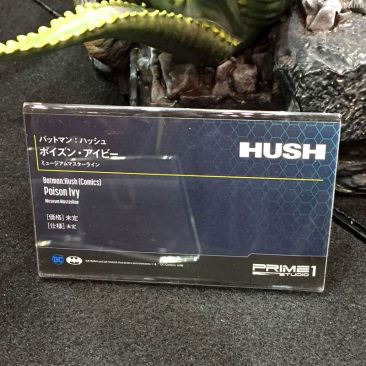 バットマン：ハッシュ
ポイズン・アイビー
ミュージアムマスターライン
HUSH
Batman:Hush (Comics)
Poison Ivy
Museum Masterline
[価格] 未定
[仕様] 未定
DC
PRIME 1
STUDIO